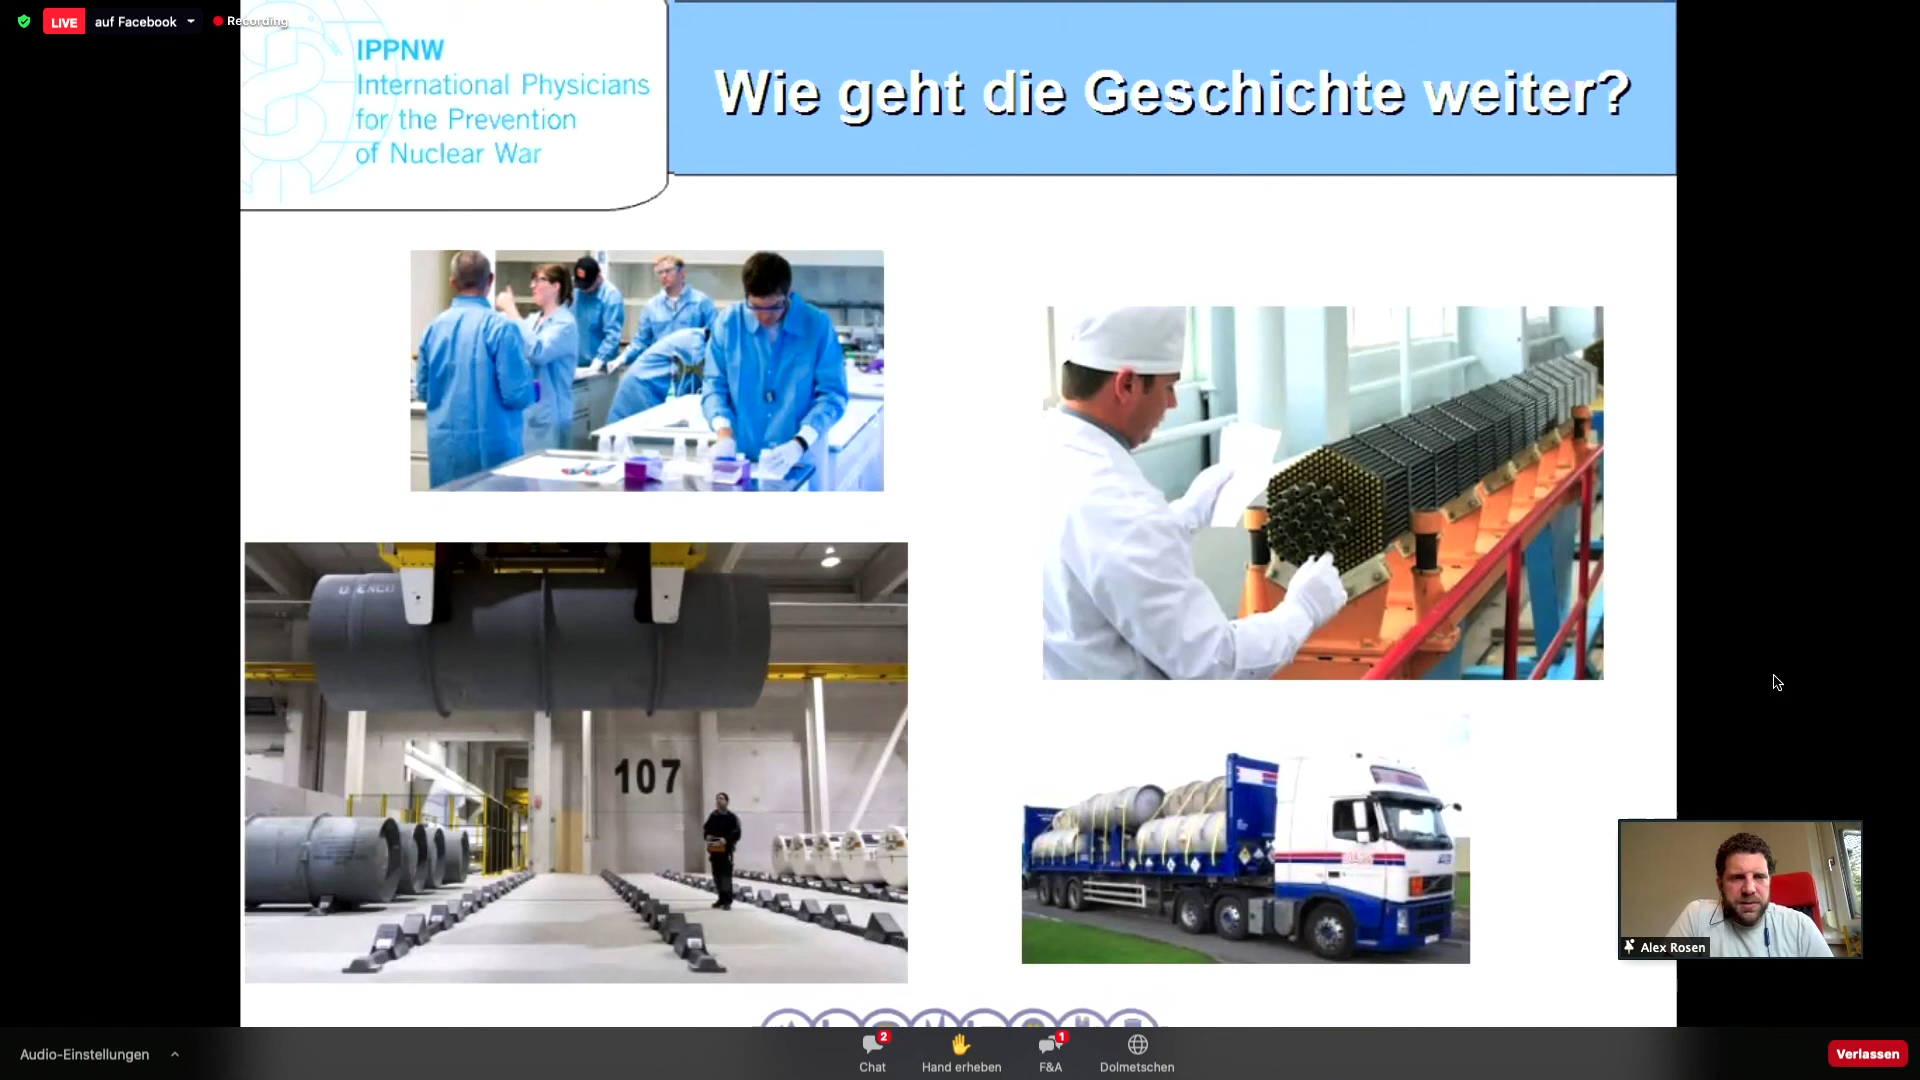 LIVE auf Facebook Recording
IPPNW
International Physicians
for the Prevention
of Nuclear War
Wie geht die Geschichte weiter?
107
Alex Rosen
Audio-Einstellungen
2
1
Chat
Hand erheben
F&A
Dolmetschen
Verlassen